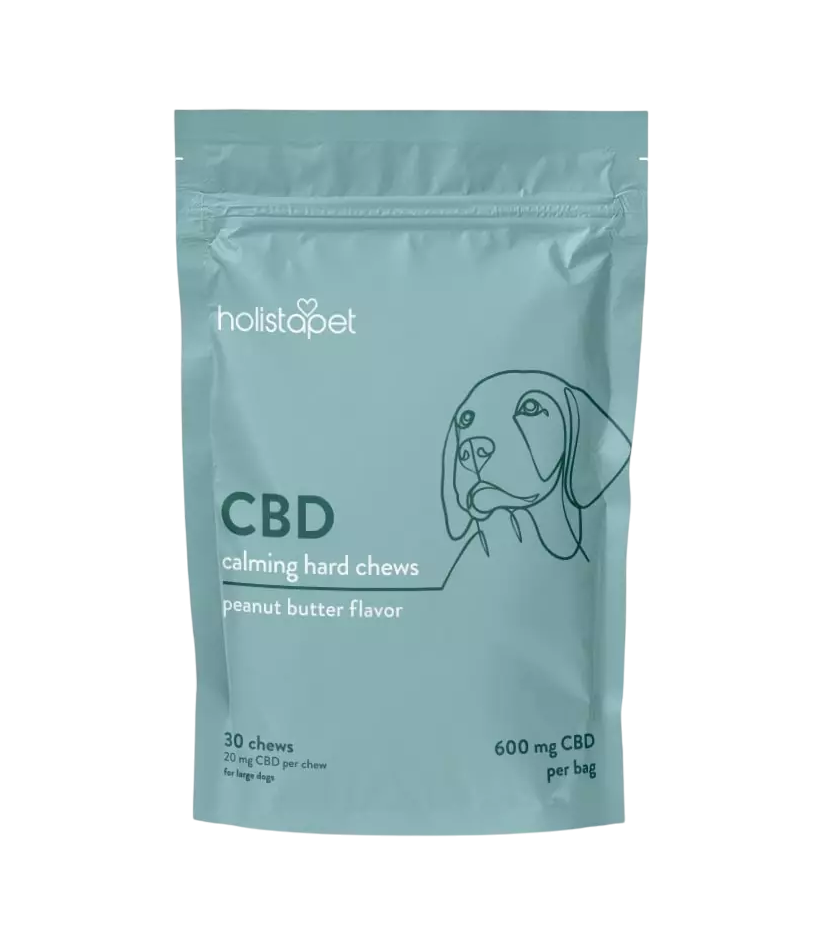 holistapet
CBD
calming hard chews
peanut butter flavor
30 chews
20 mg CBD per chew
for large dogs
600 mg CBD
per bag